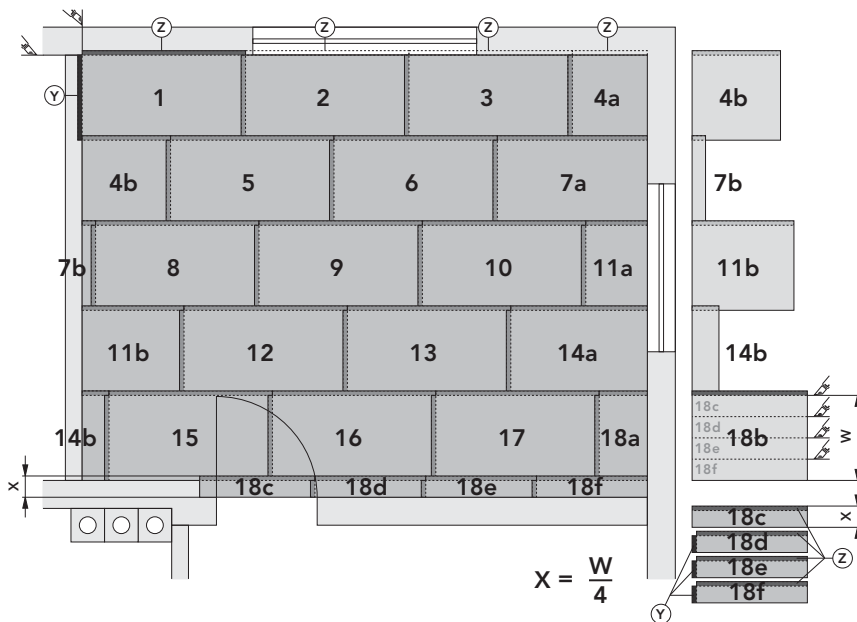 Z Z Z Z
Y 1 2 3 4a 4b
4b 5 6 7a 7b
7b 8 9 10 11a 11b
11b 12 13 14a 14b
14b 15 16 17 18a
18c
18d
18b
18e
18f
W
X 18c 18d 18e 18f
X
18c
18d
Z
18e
18f
Y
X = W/4